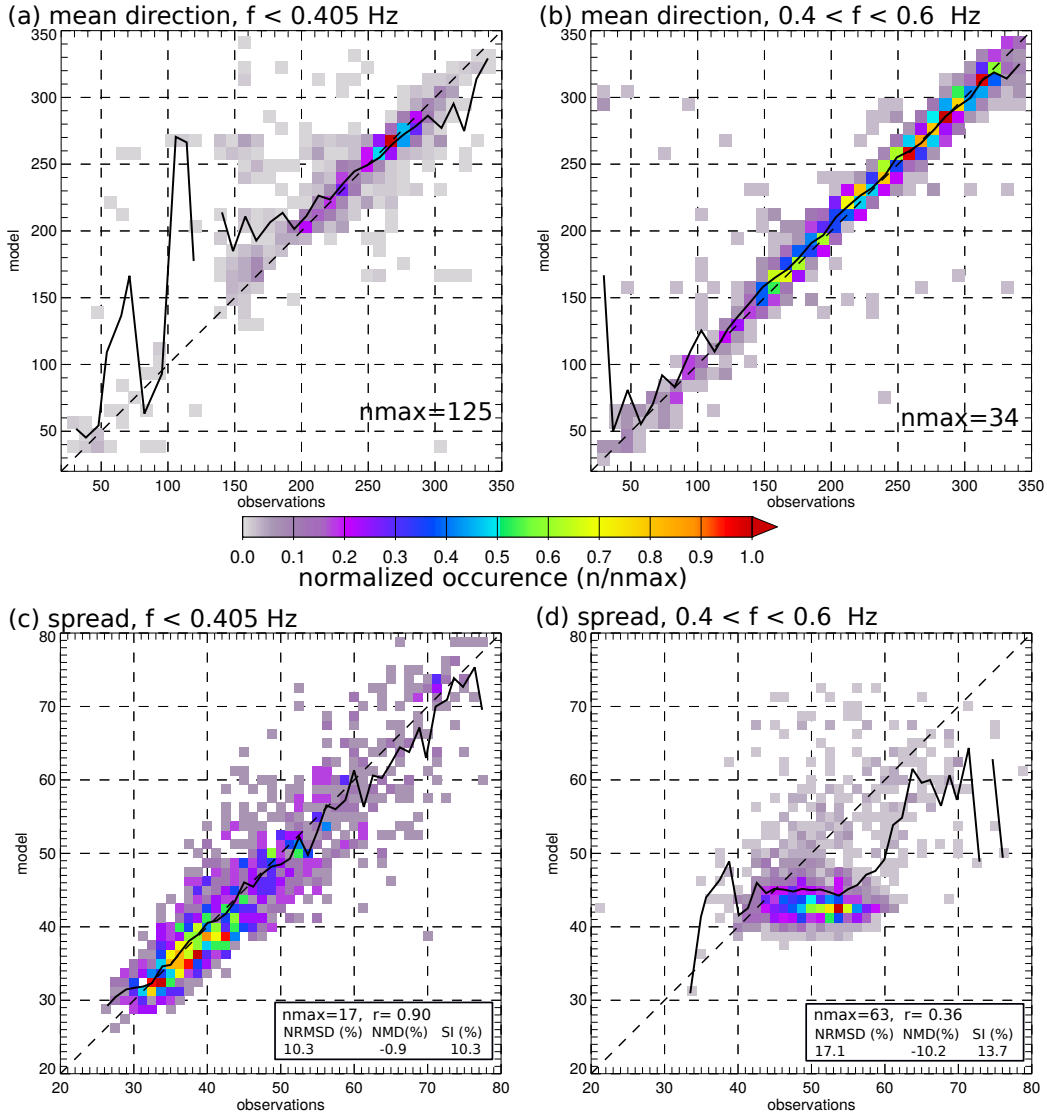 (a) mean direction, f < 0.405 Hz
(b) mean direction, 0.4 < f < 0.6 Hz
350
300
250
200
150
100
50
model
nmax=125
50 100 150 200 250 300 350
observations
350
300
250
200
150
100
50
model
nmax=34
50 100 150 200 250 300 350
observations
0.0 0.1 0.2 0.3 0.4 0.5 0.6 0.7 0.8 0.9 1.0
normalized occurence (n/nmax)
(c) spread, f < 0.405 Hz
(d) spread, 0.4 < f < 0.6 Hz
80
70
60
50
40
30
20
model
nmax=17, r= 0.90
NRMSD (%) NMD(%) SI (%)
10.3 -0.9 10.3
20 30 40 50 60 70 80
observations
80
70
60
50
40
30
20
model
nmax=63, r= 0.36
NRMSD (%) NMD(%) SI (%)
17.1 -10.2 13.7
20 30 40 50 60 70 80
observations